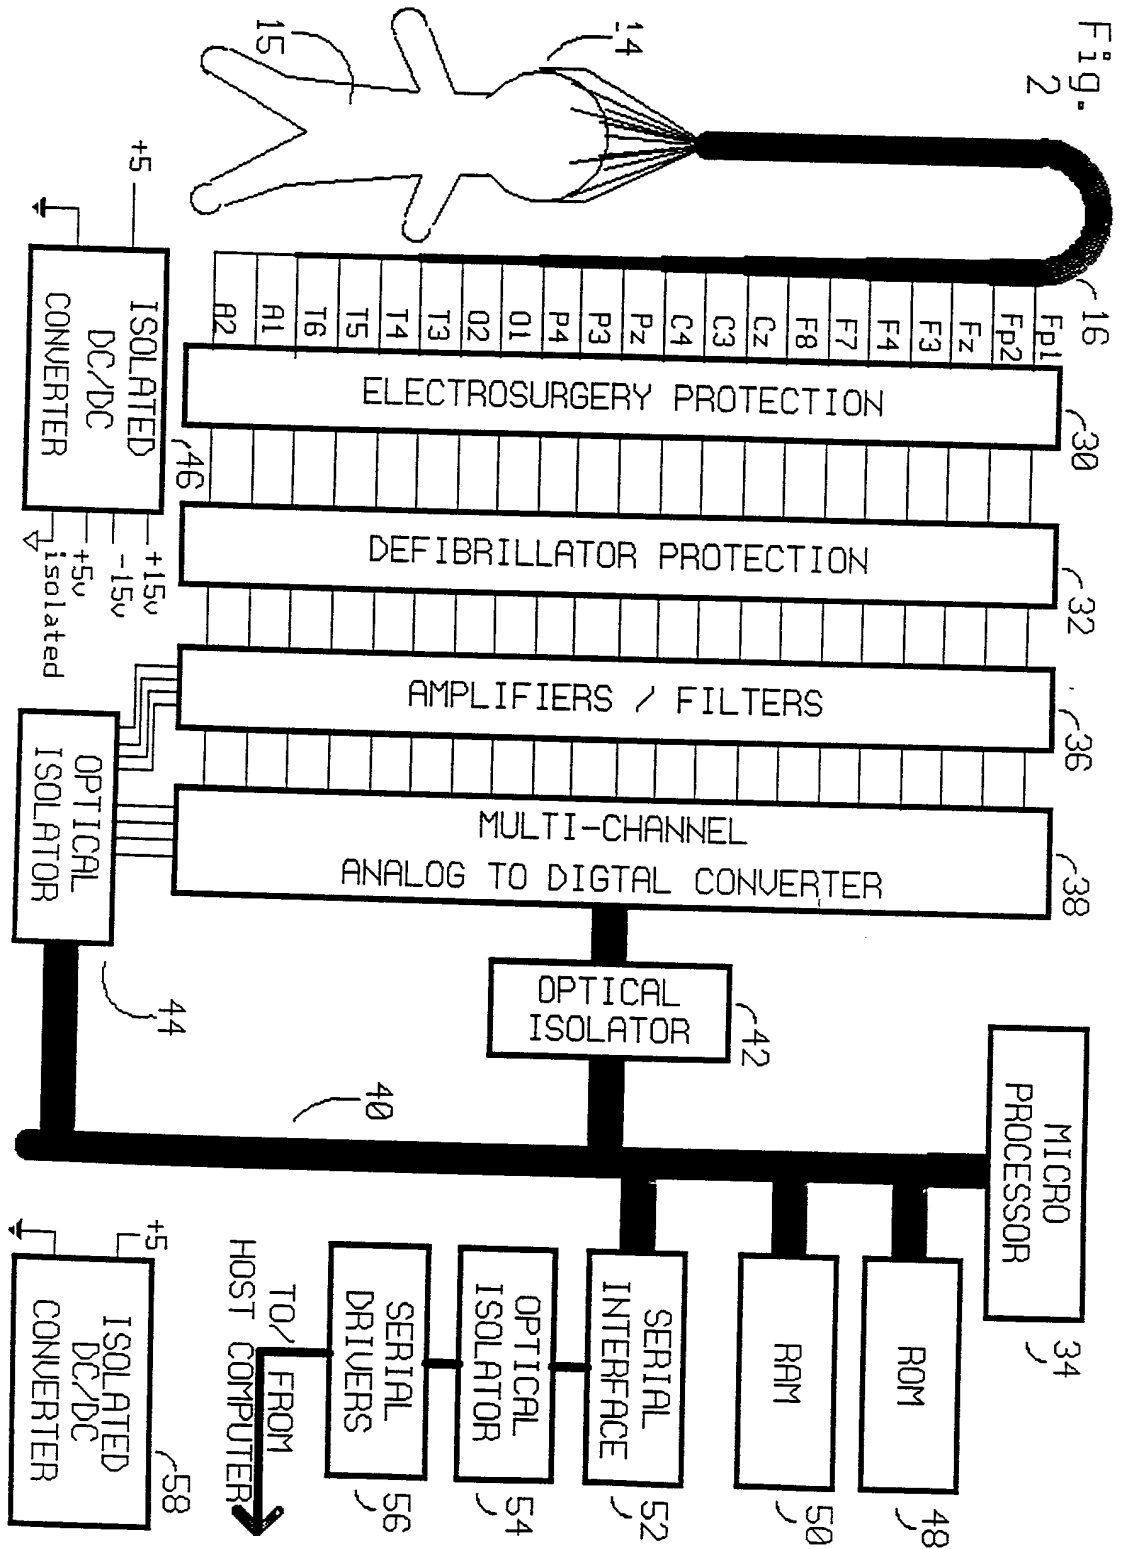 Fig.
2
14
15
16
Fp1
Fp2
Fz
F3
F4
F7
F8
Cz
C3
C4
Pz
P3
P4
O1
O2
T3
T4
T5
T6
A1
A2
ELECTROSURGERY PROTECTION
30
DEFIBRILLATOR PROTECTION
32
AMPLIFIERS / FILTERS
36
MULTI-CHANNEL
ANALOG TO DIGTAL CONVERTER
38
+5
ISOLATED
DC/DC
CONVERTER
46
+15v
-15v
+5v
isolated
OPTICAL
ISOLATOR
44
OPTICAL
ISOLATOR
42
40
MICRO
PROCESSOR
34
ROM
48
RAM
50
SERIAL
INTERFACE
52
OPTICAL
ISOLATOR
54
SERIAL
DRIVERS
56
TO/ FROM
HOST COMPUTER
+5
ISOLATED
DC/DC
CONVERTER
58